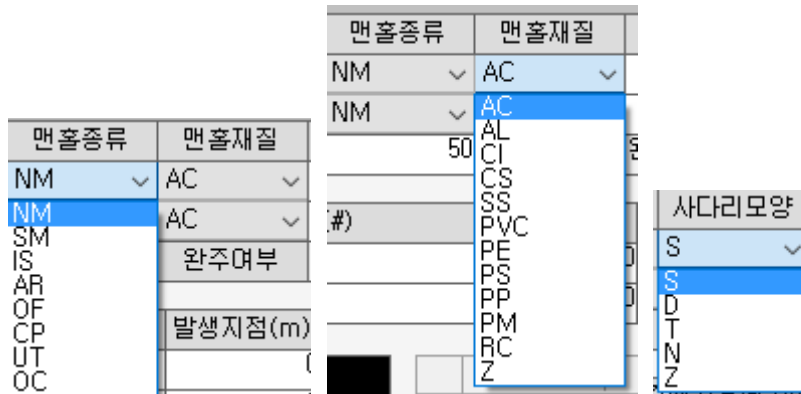 맨홀종류 맨홀재질
NM AC
NM AC
SM
IS 완주여부
AR
OF
CP 발생지점(m)
UT
OC
맨홀종류 맨홀재질
NM AC
NM AC
AL
50 CI
CS
SS
(#) PVC
PE
PS
PP
PM
RC
Z
사다리모양
S
S
D
T
N
Z